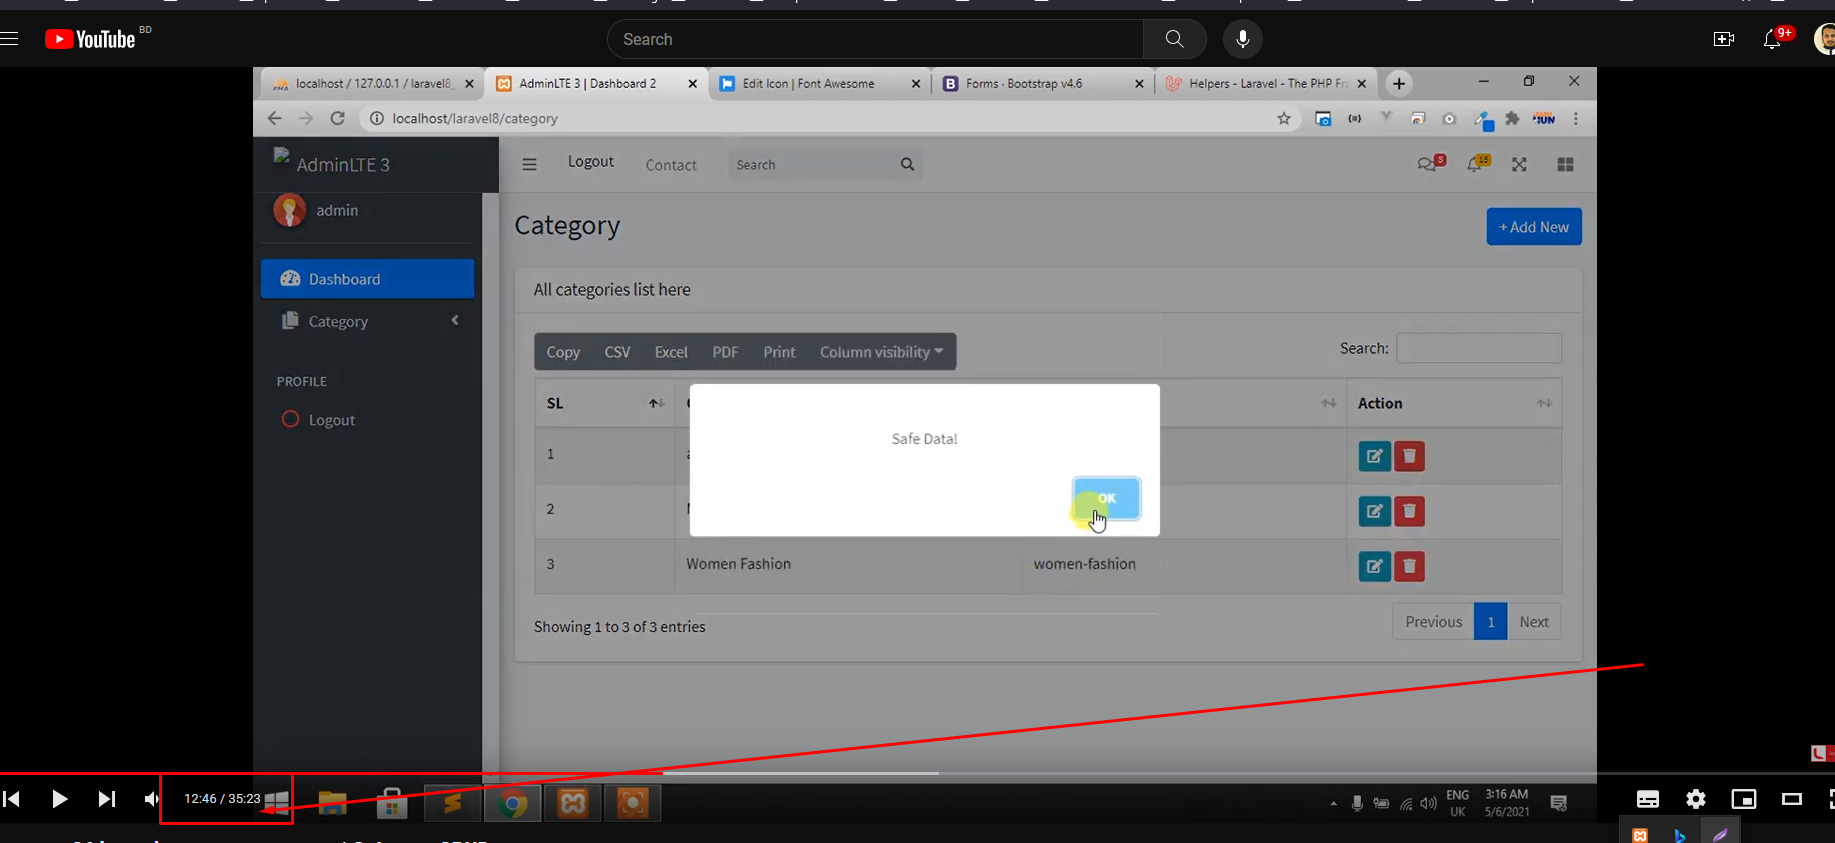 YouTube BD
Search
9+
localhost / 127.0.0.1 / laravel8_
AdminLTE 3 | Dashboard 2
Edit Icon | Font Awesome
Forms · Bootstrap v4.6
Helpers - Laravel - The PHP Fr
localhost/laravel8/category
AdminLTE 3
Logout
Contact
Search
3
15
admin
Category
+ Add New
Dashboard
Category
PROFILE
Logout
All categories list here
Copy CSV Excel PDF Print Column visibility
Search:
SL
Action
1
Safe Data!
OK
2
3 Women Fashion women-fashion
Showing 1 to 3 of 3 entries
Previous 1 Next
12:46 / 35:23
ENG
UK
3:16 AM
5/6/2021